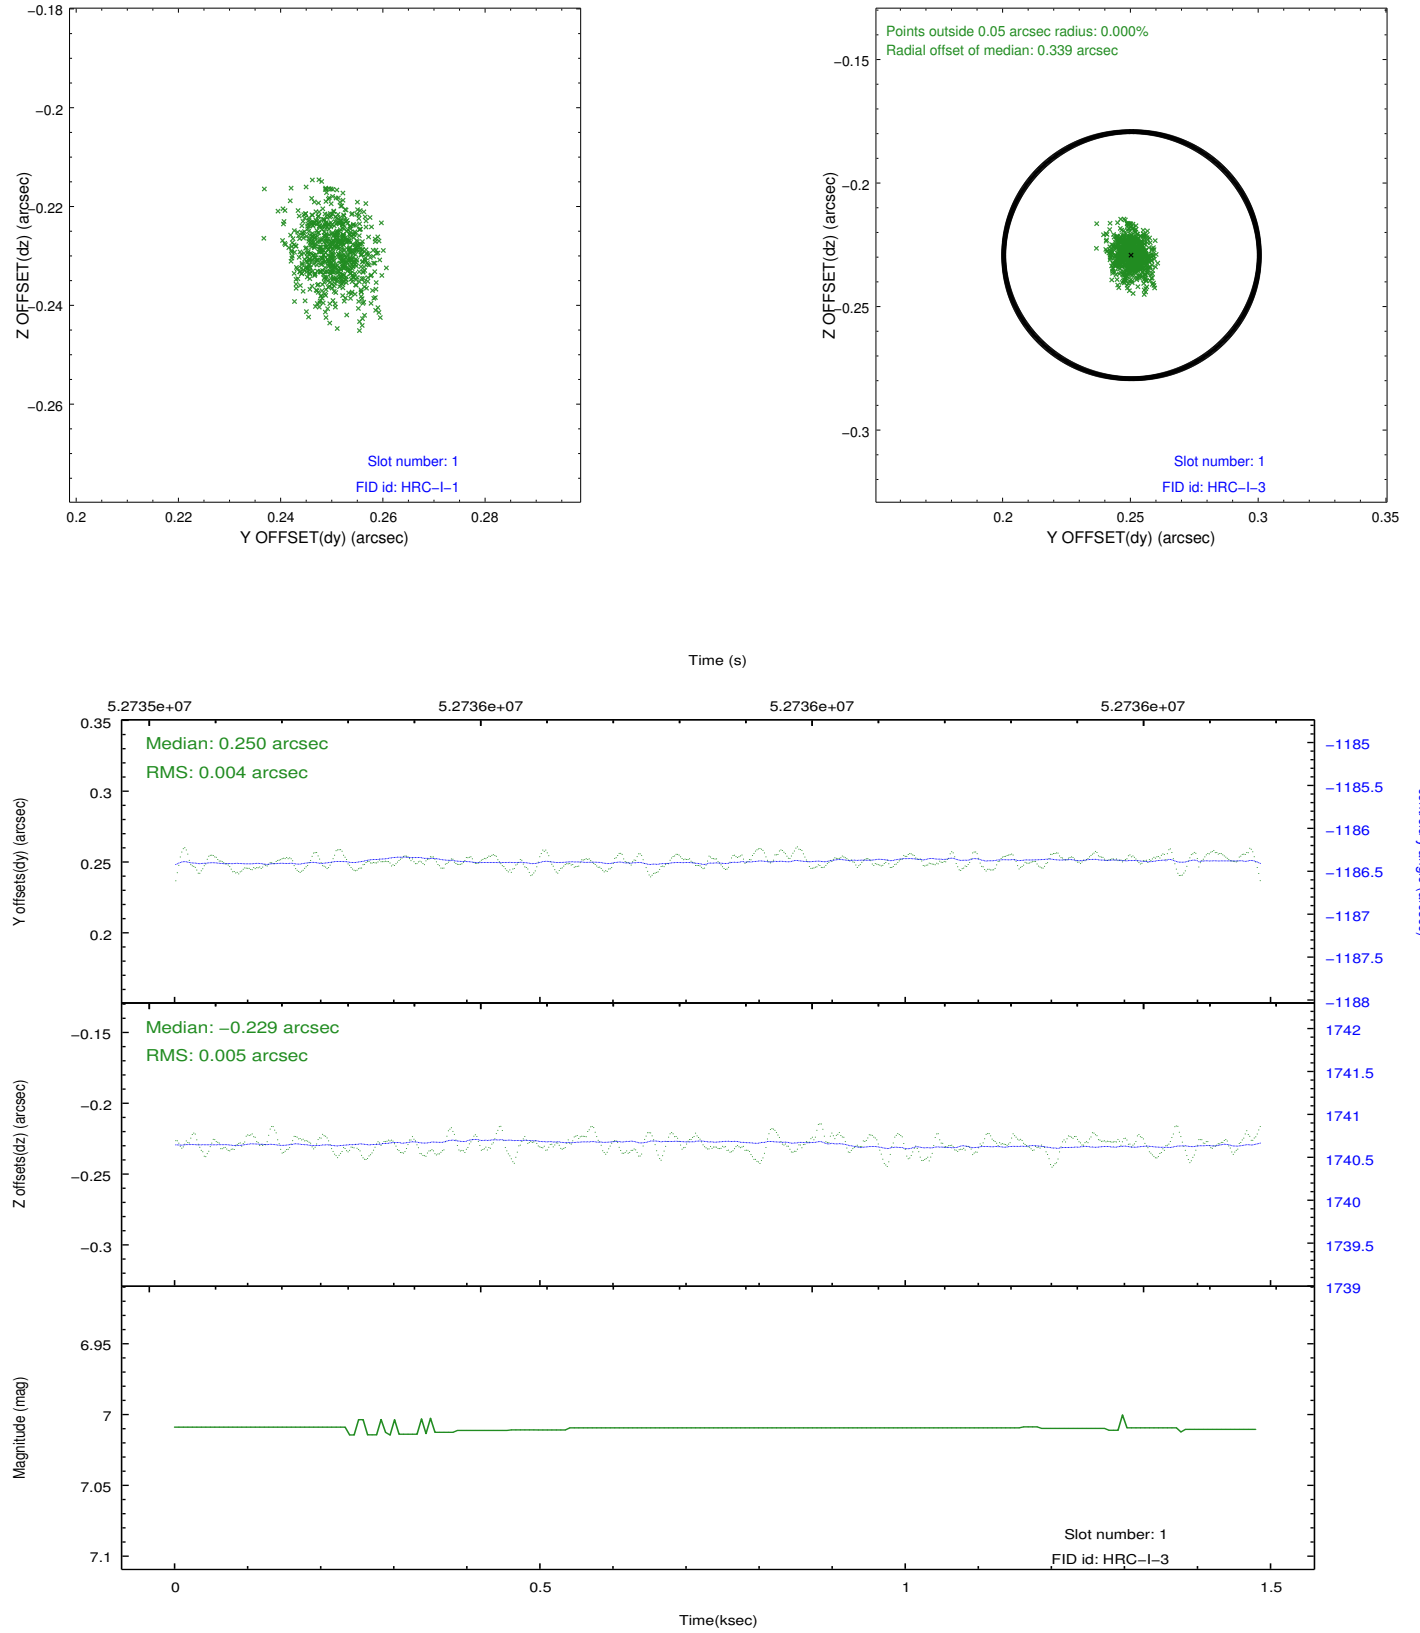 −0.18
−0.2
−0.22
−0.24
−0.26
Z OFFSET(dz) (arcsec)
Slot number: 1
FID id: HRC−I−1
0.2
0.22
0.24
0.26
0.28
Y OFFSET(dy) (arcsec)
Points outside 0.05 arcsec radius: 0.000%
Radial offset of median: 0.339 arcsec
−0.15
−0.2
−0.25
−0.3
Z OFFSET(dz) (arcsec)
Slot number: 1
FID id: HRC−I−3
0.2
0.25
0.3
0.35
Y OFFSET(dy) (arcsec)
Time (s)
5.2735e+07
5.2736e+07
5.2736e+07
5.2736e+07
Median: 0.250 arcsec
RMS: 0.004 arcsec
0.35
0.3
0.25
0.2
Y offsets(dy) (arcsec)
−1185
−1185.5
−1186
−1186.5
−1187
−1187.5
−1188
Median: −0.229 arcsec
RMS: 0.005 arcsec
−0.15
−0.2
−0.25
−0.3
Z offsets(dz) (arcsec)
1742
1741.5
1741
1740.5
1740
1739.5
1739
6.95
7
7.05
7.1
Magnitude (mag)
Slot number: 1
FID id: HRC−I−3
0
0.5
1
1.5
Time(ksec)